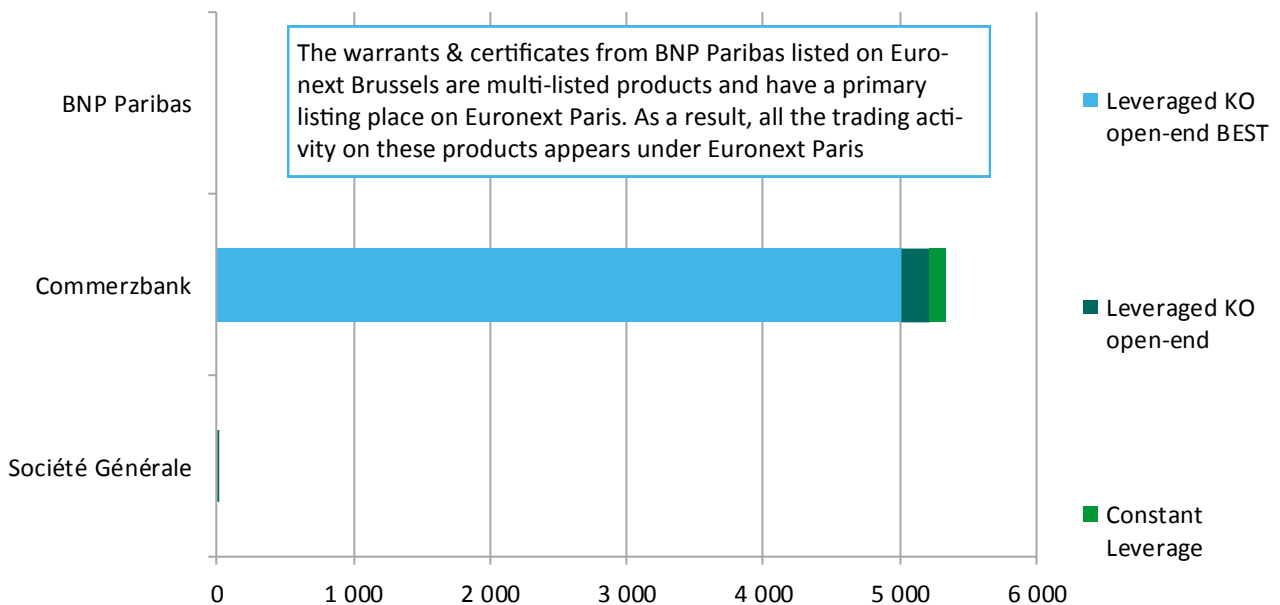 The warrants & certificates from BNP Paribas listed on Euro-
next Brussels are multi-listed products and have a primary
listing place on Euronext Paris. As a result, all the trading acti-
vity on these products appears under Euronext Paris
BNP Paribas
Commerzbank
Société Générale
0 1 000 2 000 3 000 4 000 5 000 6 000
Leveraged KO
open-end BEST
Leveraged KO
open-end
Constant
Leverage